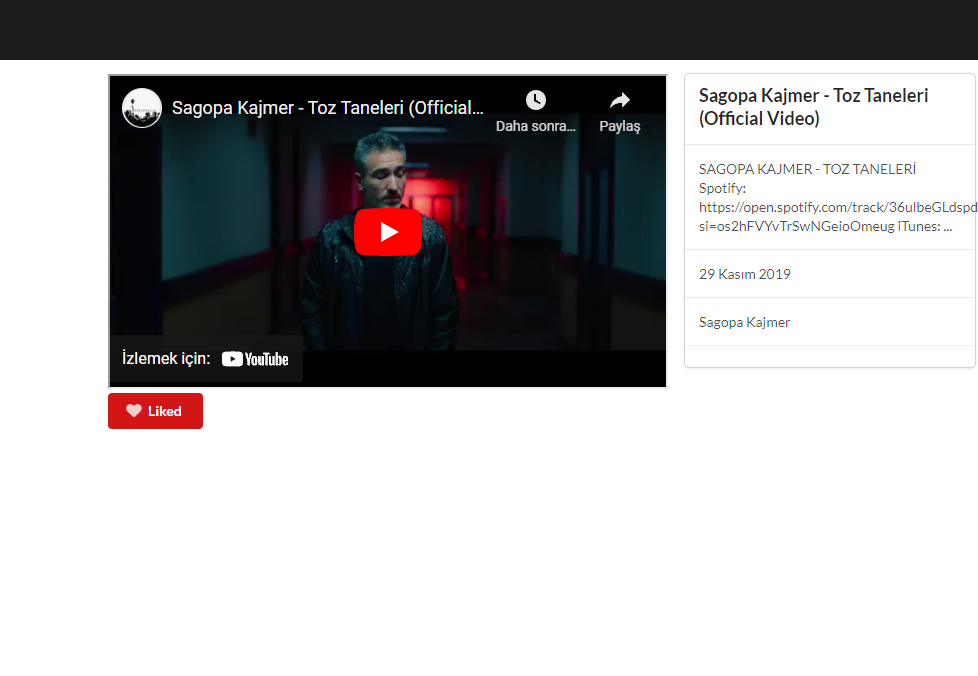 Sagopa Kajmer - Toz Taneleri (Official...
Daha sonra...
Paylaş
İzlemek için: YouTube
Liked
Sagopa Kajmer - Toz Taneleri
(Official Video)
SAGOPA KAJMER - TOZ TANELERİ
Spotify:
https://open.spotify.com/track/36ulbeGLdspd
si=os2hFVYvTrSwNGeioOmeug iTunes: ...
29 Kasım 2019
Sagopa Kajmer